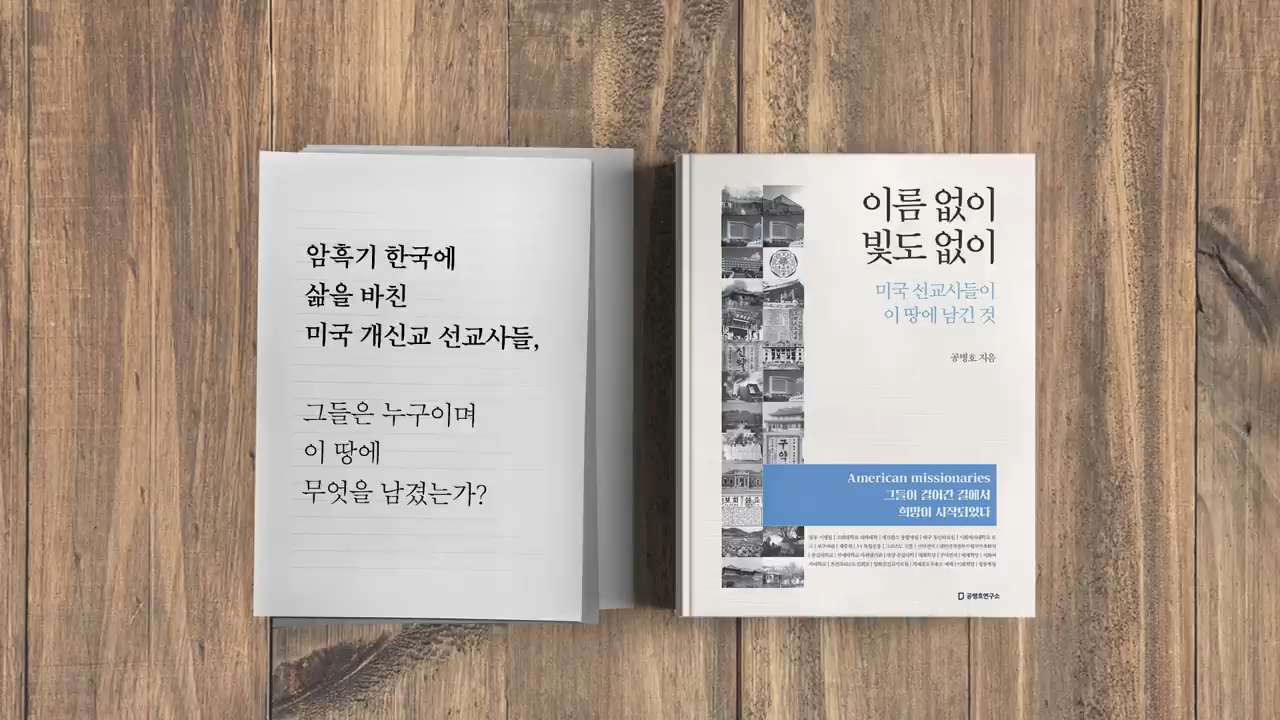 암흑기 한국에
삶을 바친
미국 개신교 선교사들,
그들은 누구이며
이 땅에
무엇을 남겼는가?
이름 없이
빛도 없이
미국 선교사들이
이 땅에 남긴 것
공병호 지음
신약
구약
American missionaries
그들이 걸어간 길에서
희망이 시작되었다
공병호연구소